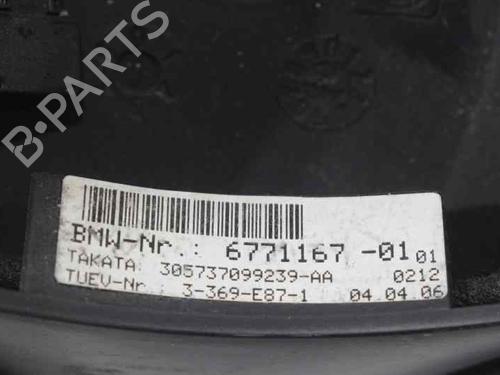 B-PARTS
BMW-Nr.: 6771167 -01 01
TAKATA: 305737099239-AA 0212
TUEV-Nr 3-369-E87-1 04.04.06